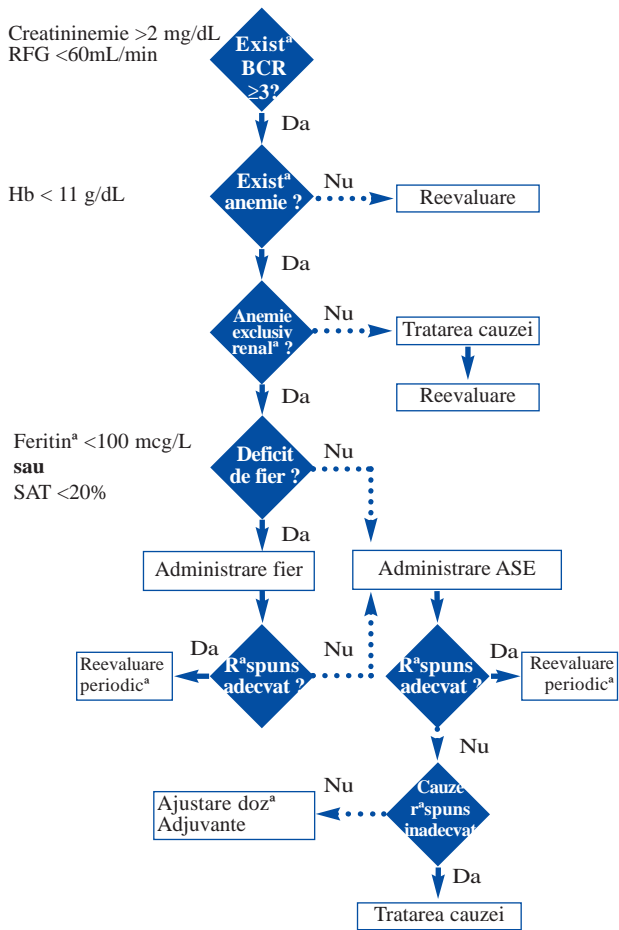 Creatininemie >2 mg/dL
RFG <60mL/min
Existª
BCR
≥3?
Da
Hb < 11 g/dL
Existª
anemie ?
Nu
Reevaluare
Da
Anemie
exclusiv
renalª ?
Nu
Tratarea cauzei
Reevaluare
Da
Feritinª <100 mcg/L
sau
SAT <20%
Deficit
de fier ?
Nu
Da
Administrare fier
Administrare ASE
Reevaluare
periodicª
Da
Rªspuns
adecvat ?
Nu
Rªspuns
adecvat ?
Da
Reevaluare
periodicª
Nu
Ajustare dozª
Adjuvante
Nu
Cauze
rªspuns
inadecvat
Da
Tratarea cauzei